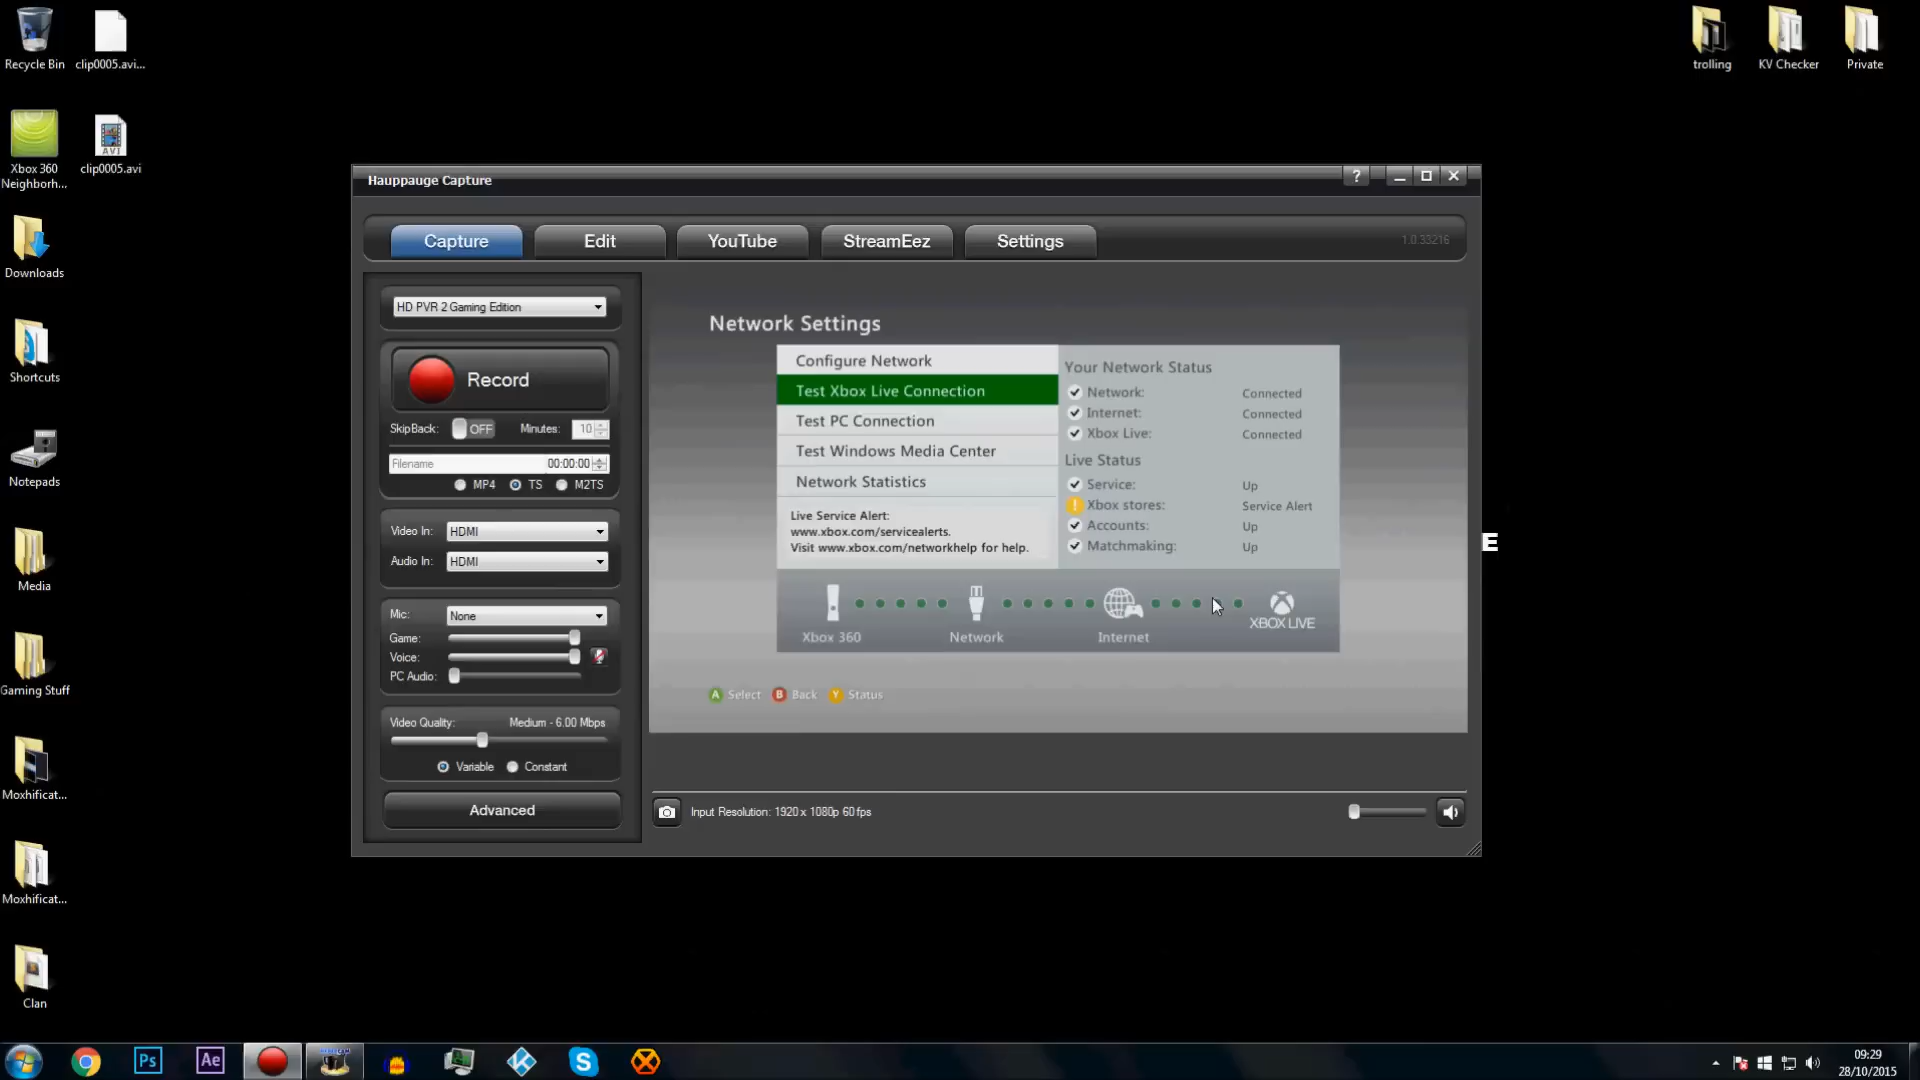 Recycle Bin
clip0005.avi...
trolling
KV Checker
Private
Xbox 360
Neighborh...
AVI
clip0005.avi
Downloads
Shortcuts
Notepads
Media
Gaming Stuff
Moxhificat...
Moxhificat...
Clan
Hauppauge Capture
?
Capture
Edit
YouTube
StreamEez
Settings
1.0.33216
HD PVR 2 Gaming Edition
Record
SkipBack:
OFF
Minutes:
10
Filename
00:00:00
MP4
TS
M2TS
Video In:
HDMI
Audio In:
HDMI
Mic:
None
Game:
Voice:
PC Audio:
Video Quality:
Medium - 6.00 Mbps
Variable
Constant
Advanced
Network Settings
Configure Network
Test Xbox Live Connection
Test PC Connection
Test Windows Media Center
Network Statistics
Live Service Alert:
www.xbox.com/servicealerts.
Visit www.xbox.com/networkhelp for help.
Your Network Status
Network: Connected
Internet: Connected
Xbox Live: Connected
Live Status
Service: Up
! Xbox stores: Service Alert
Accounts: Up
Matchmaking: Up
Xbox 360
Network
Internet
XBOX LIVE
A Select B Back Y Status
Input Resolution: 1920 x 1080p 60 fps
E
Ps
Ae
S
09:29
28/10/2015